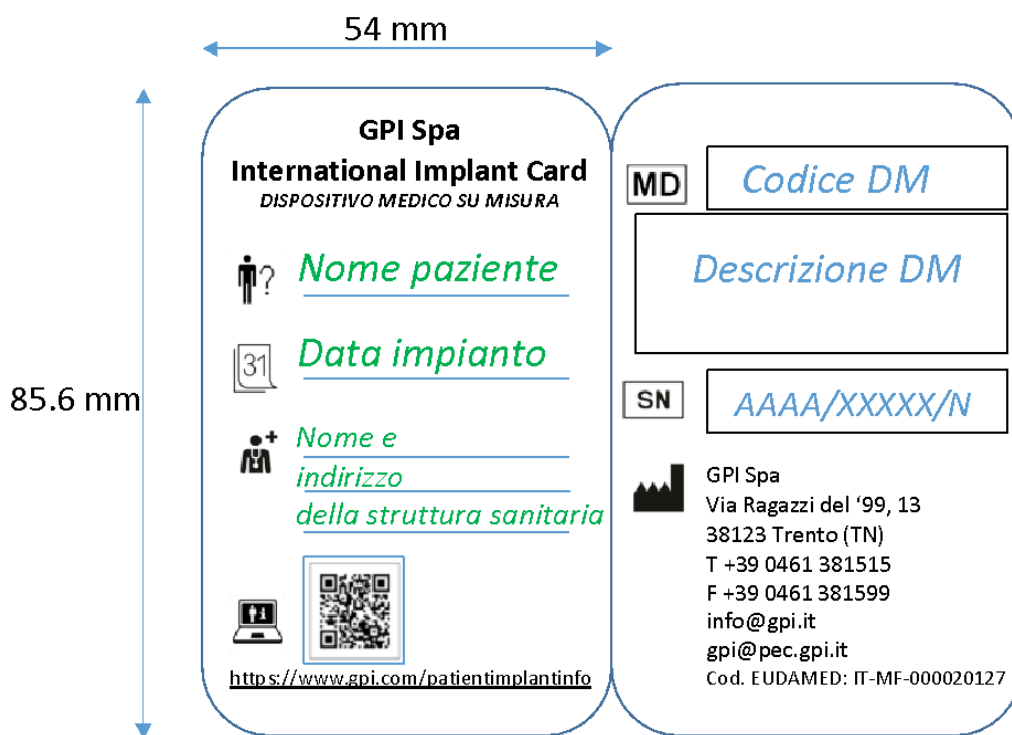 54 mm
85.6 mm
GPI Spa
International Implant Card
DISPOSITIVO MEDICO SU MISURA
?
Nome paziente
31
Data impianto
Nome e
indirizzo
della struttura sanitaria
https://www.gpi.com/patientimplantinfo
MD
Codice DM
Descrizione DM
SN
AAAA/XXXXX/N
GPI Spa
Via Ragazzi del ‘99, 13
38123 Trento (TN)
T +39 0461 381515
F +39 0461 381599
info@gpi.it
gpi@pec.gpi.it
Cod. EUDAMED: IT-MF-000020127